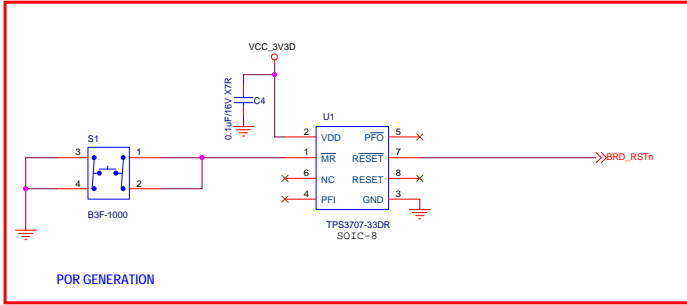 VCC_3V3D
0.1uF/16V X7R
C4
U1
S1
2 VDD PFO 5
3 1 1 MR RESET 7 BRD_RSTn
6 NC RESET 8
4 2 4 PFI GND 3
B3F-1000
TPS3707-33DR
SOIC-8
POR GENERATION